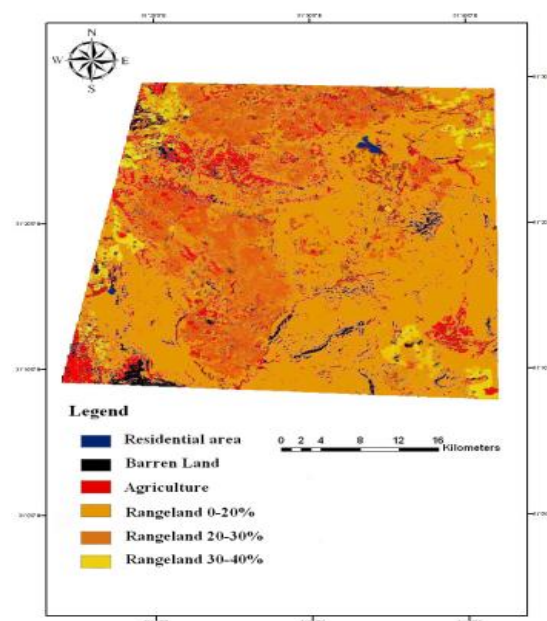 N
W E
S
Legend
Residential area
Barren Land
Agriculture
Rangeland 0-20%
Rangeland 20-30%
Rangeland 30-40%
0 2 4 8 12 16
Kilometers